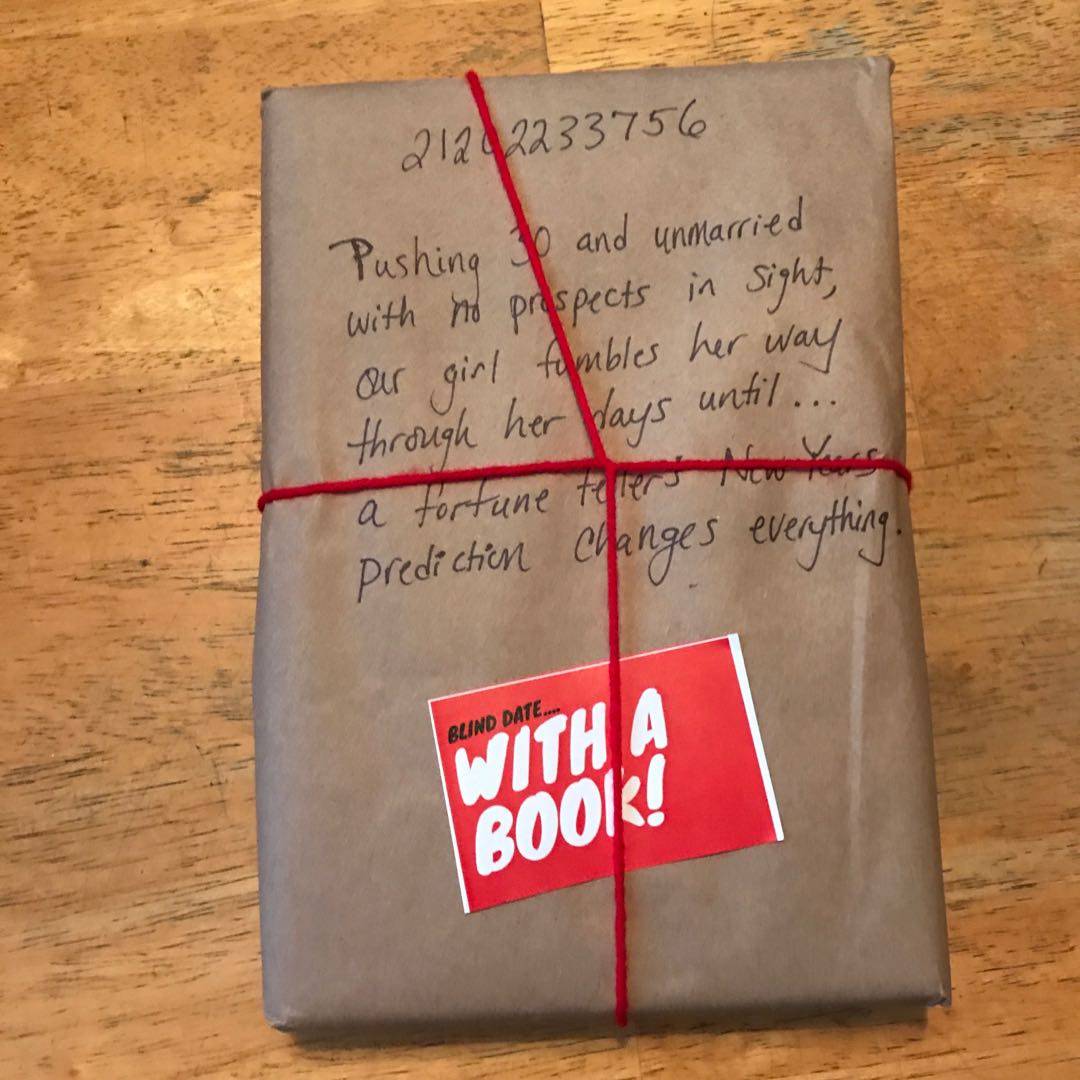 21202233756
Pushing 30 and unmarried
with no prospects in sight,
our girl fumbles her way
through her days until...
a fortune teller's New Years
prediction changes everything.
BLIND DATE....
WITH A
BOOK!